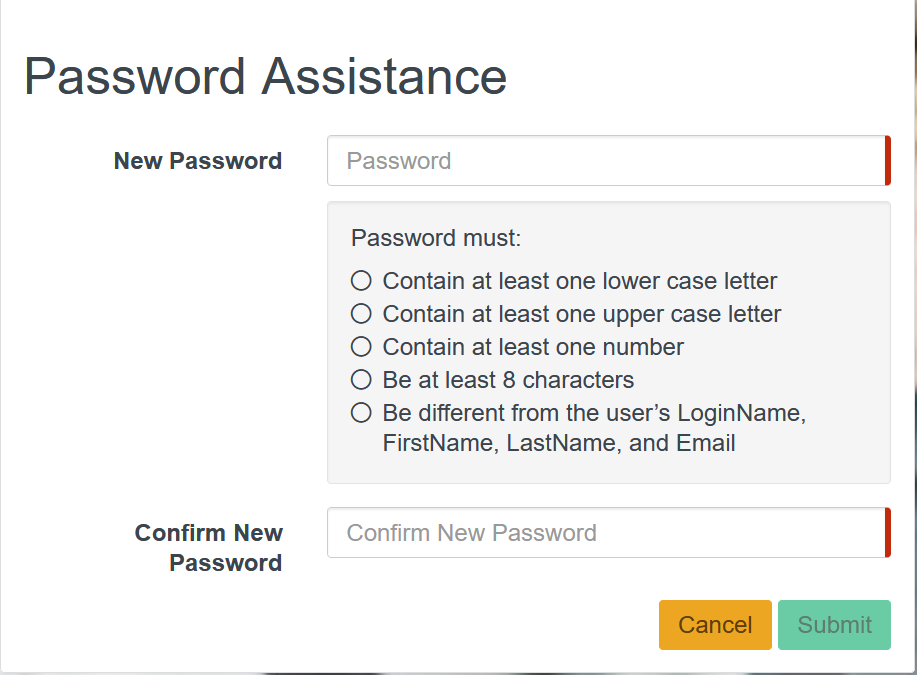 Password Assistance
New Password
Password
Password must:
Contain at least one lower case letter
Contain at least one upper case letter
Contain at least one number
Be at least 8 characters
Be different from the user’s LoginName,
FirstName, LastName, and Email
Confirm New
Password
Confirm New Password
Cancel
Submit